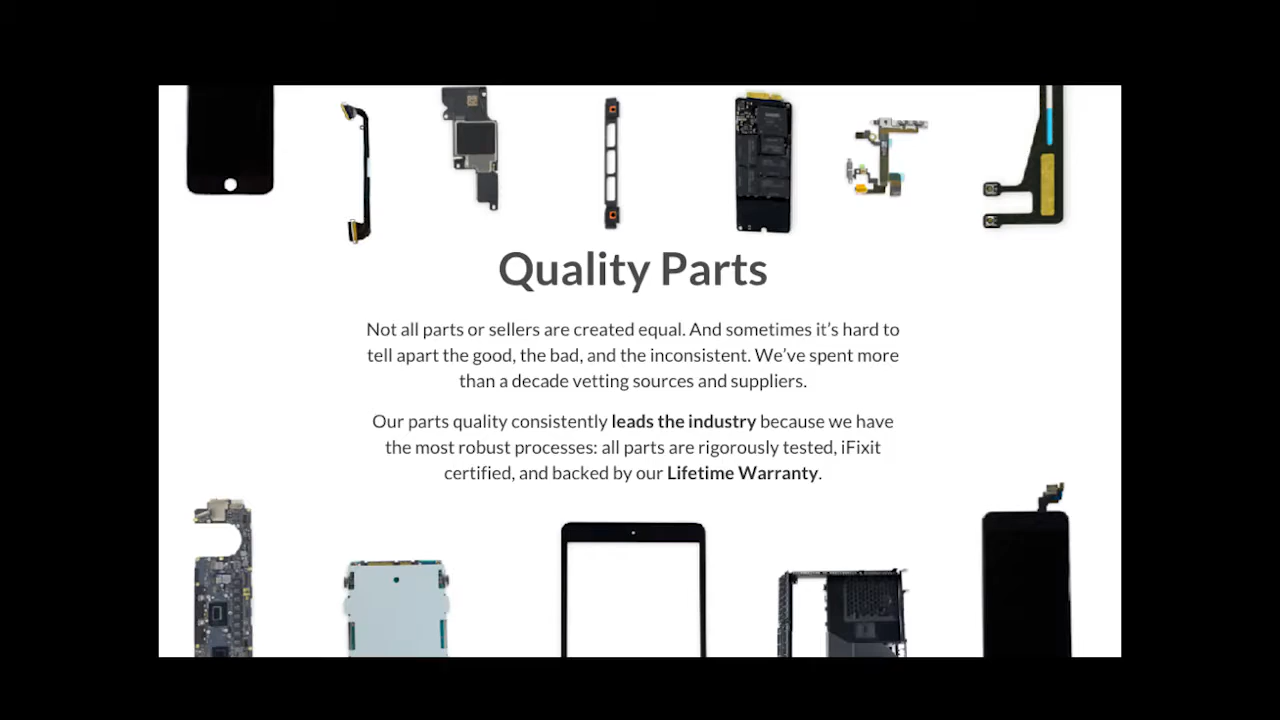 Quality Parts
Not all parts or sellers are created equal. And sometimes it’s hard to
tell apart the good, the bad, and the inconsistent. We’ve spent more
than a decade vetting sources and suppliers.
Our parts quality consistently leads the industry because we have
the most robust processes: all parts are rigorously tested, iFixit
certified, and backed by our Lifetime Warranty.